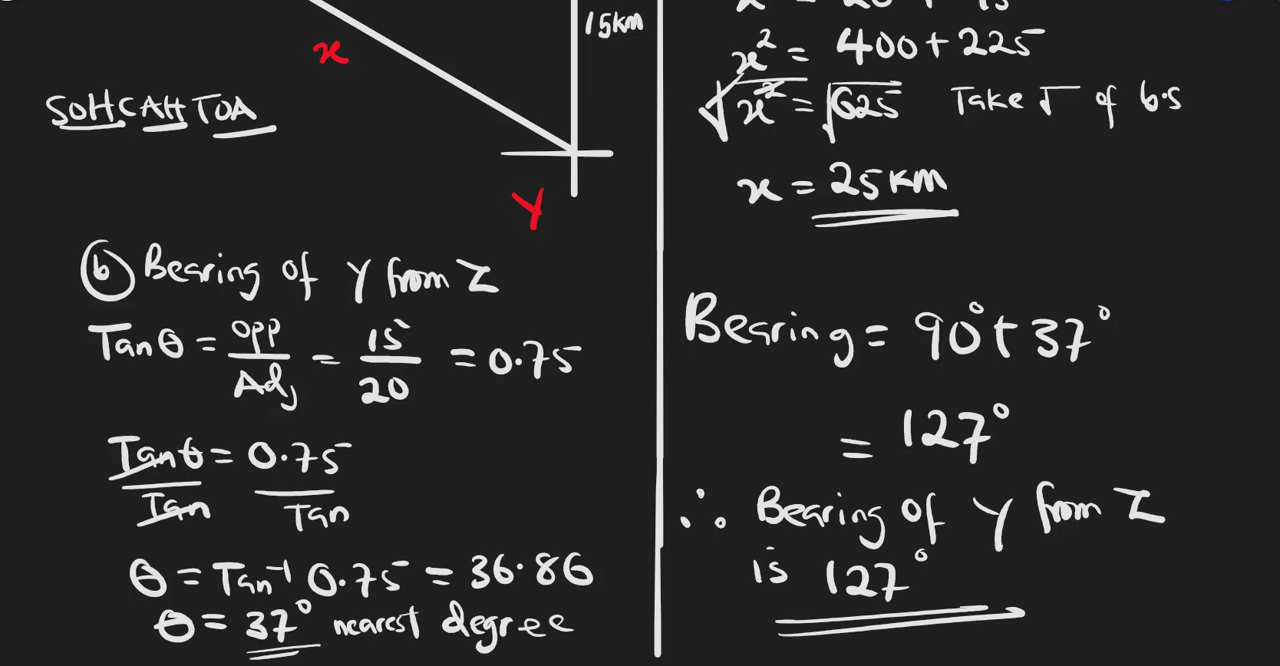 15km
x
SOHCAHTOA
Y
(b) Bearing of Y from Z
Tanθ = opp/Adj = 15/20 = 0.75
Tanθ/Tan = 0.75/Tan
θ = Tan⁻¹ 0.75 = 36.86
θ = 37° nearest degree
x² = 400 + 225
√x² = √625 Take √ of b.s
x = 25km
Bearing = 90° + 37°
= 127°
∴ Bearing of Y from Z
is 127°